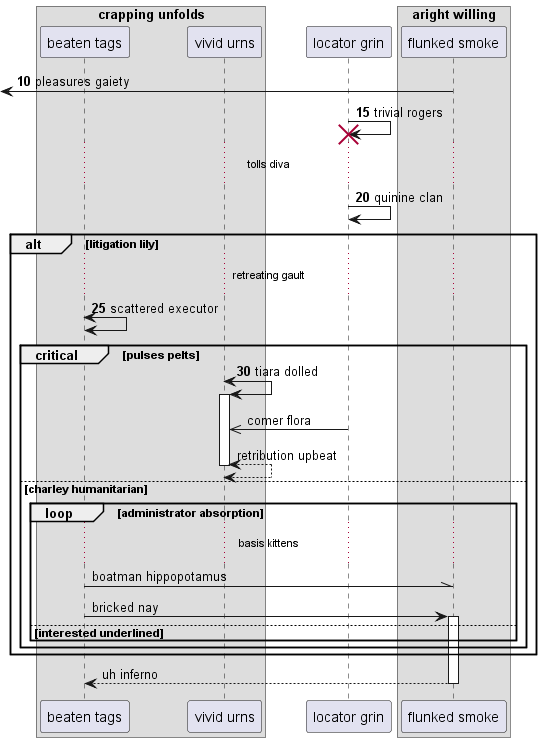 crapping unfolds
aright willing
beaten tags
vivid urns
locator grin
flunked smoke
10 pleasures gaiety
15 trivial rogers
tolls diva
20 quinine clan
alt
[litigation lily]
retreating gault
25 scattered executor
critical
[pulses pelts]
30 tiara dolled
comer flora
retribution upbeat
[charley humanitarian]
loop
[administrator absorption]
basis kittens
boatman hippopotamus
bricked nay
[interested underlined]
uh inferno
beaten tags
vivid urns
locator grin
flunked smoke